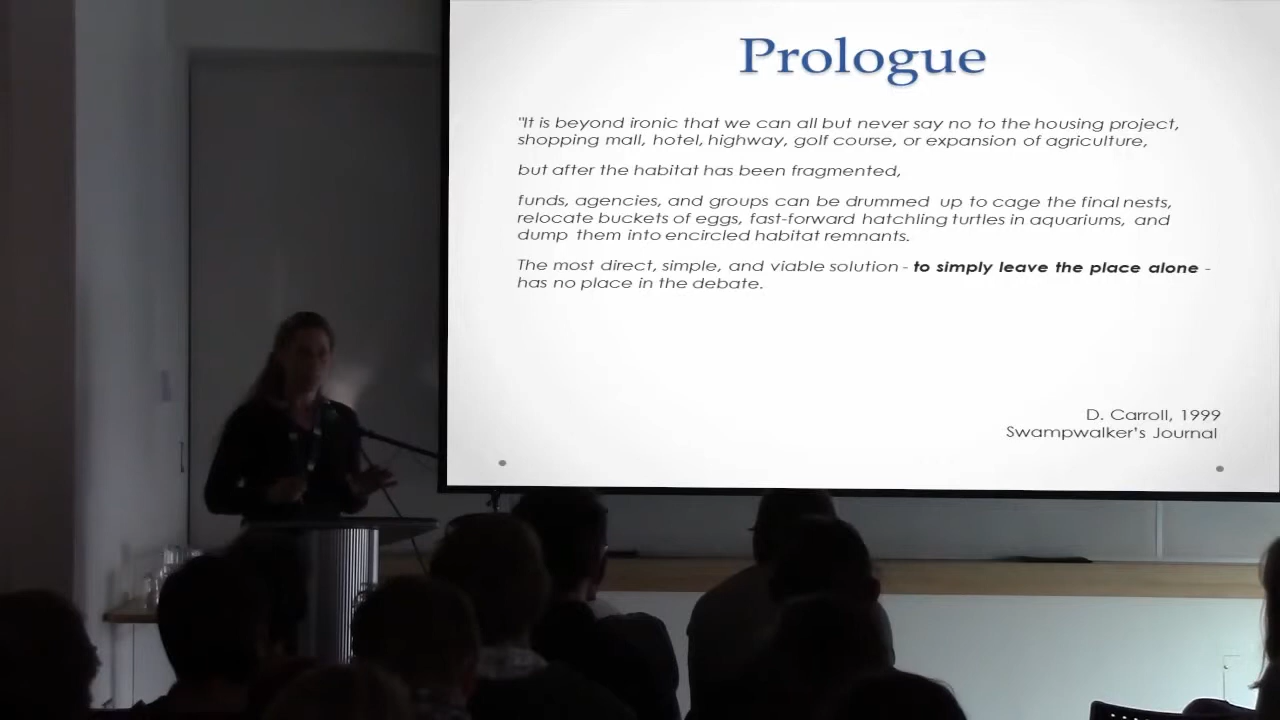 Prologue
"It is beyond ironic that we can all but never say no to the housing project,
shopping mall, hotel, highway, golf course, or expansion of agriculture,
but after the habitat has been fragmented,
funds, agencies, and groups can be drummed up to cage the final nests,
relocate buckets of eggs, fast-forward hatchling turtles in aquariums, and
dump them into encircled habitat remnants.
The most direct, simple, and viable solution - to simply leave the place alone -
has no place in the debate.
D. Carroll, 1999
Swampwalker's Journal